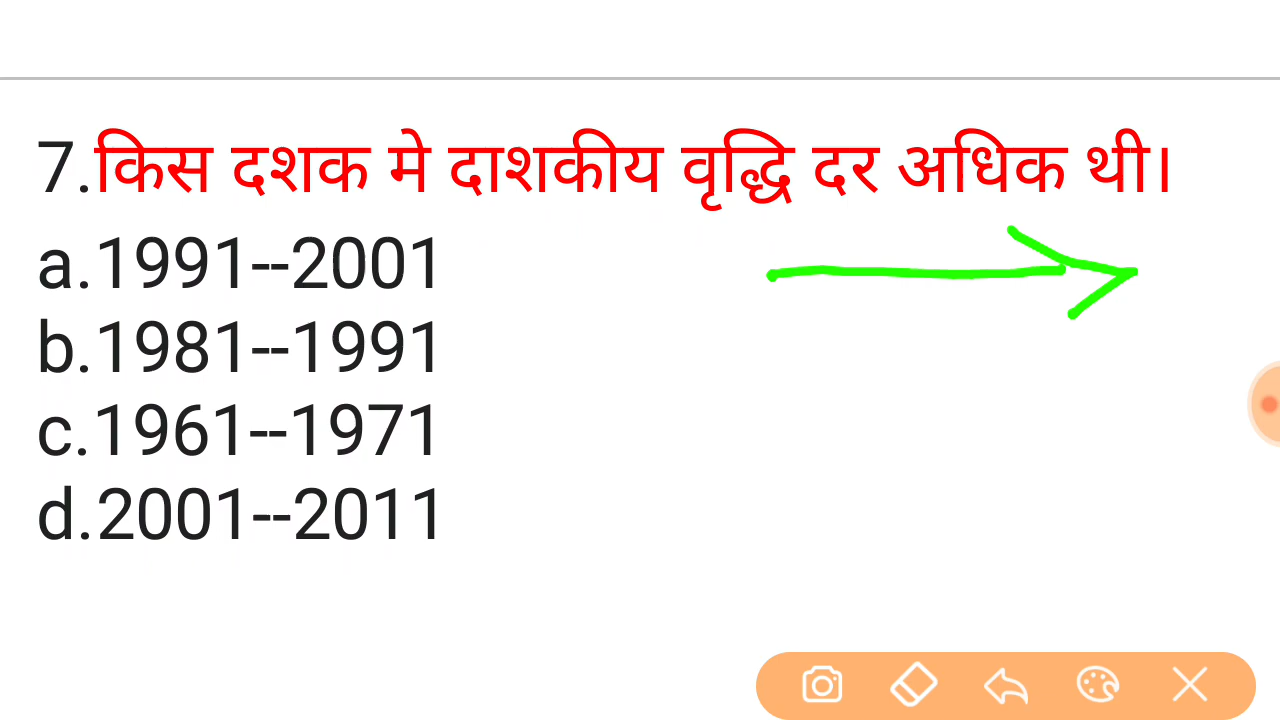 7.किस दशक मे दाशकीय वृद्धि दर अधिक थी।
a.1991--2001
b.1981--1991
c.1961--1971
d.2001--2011